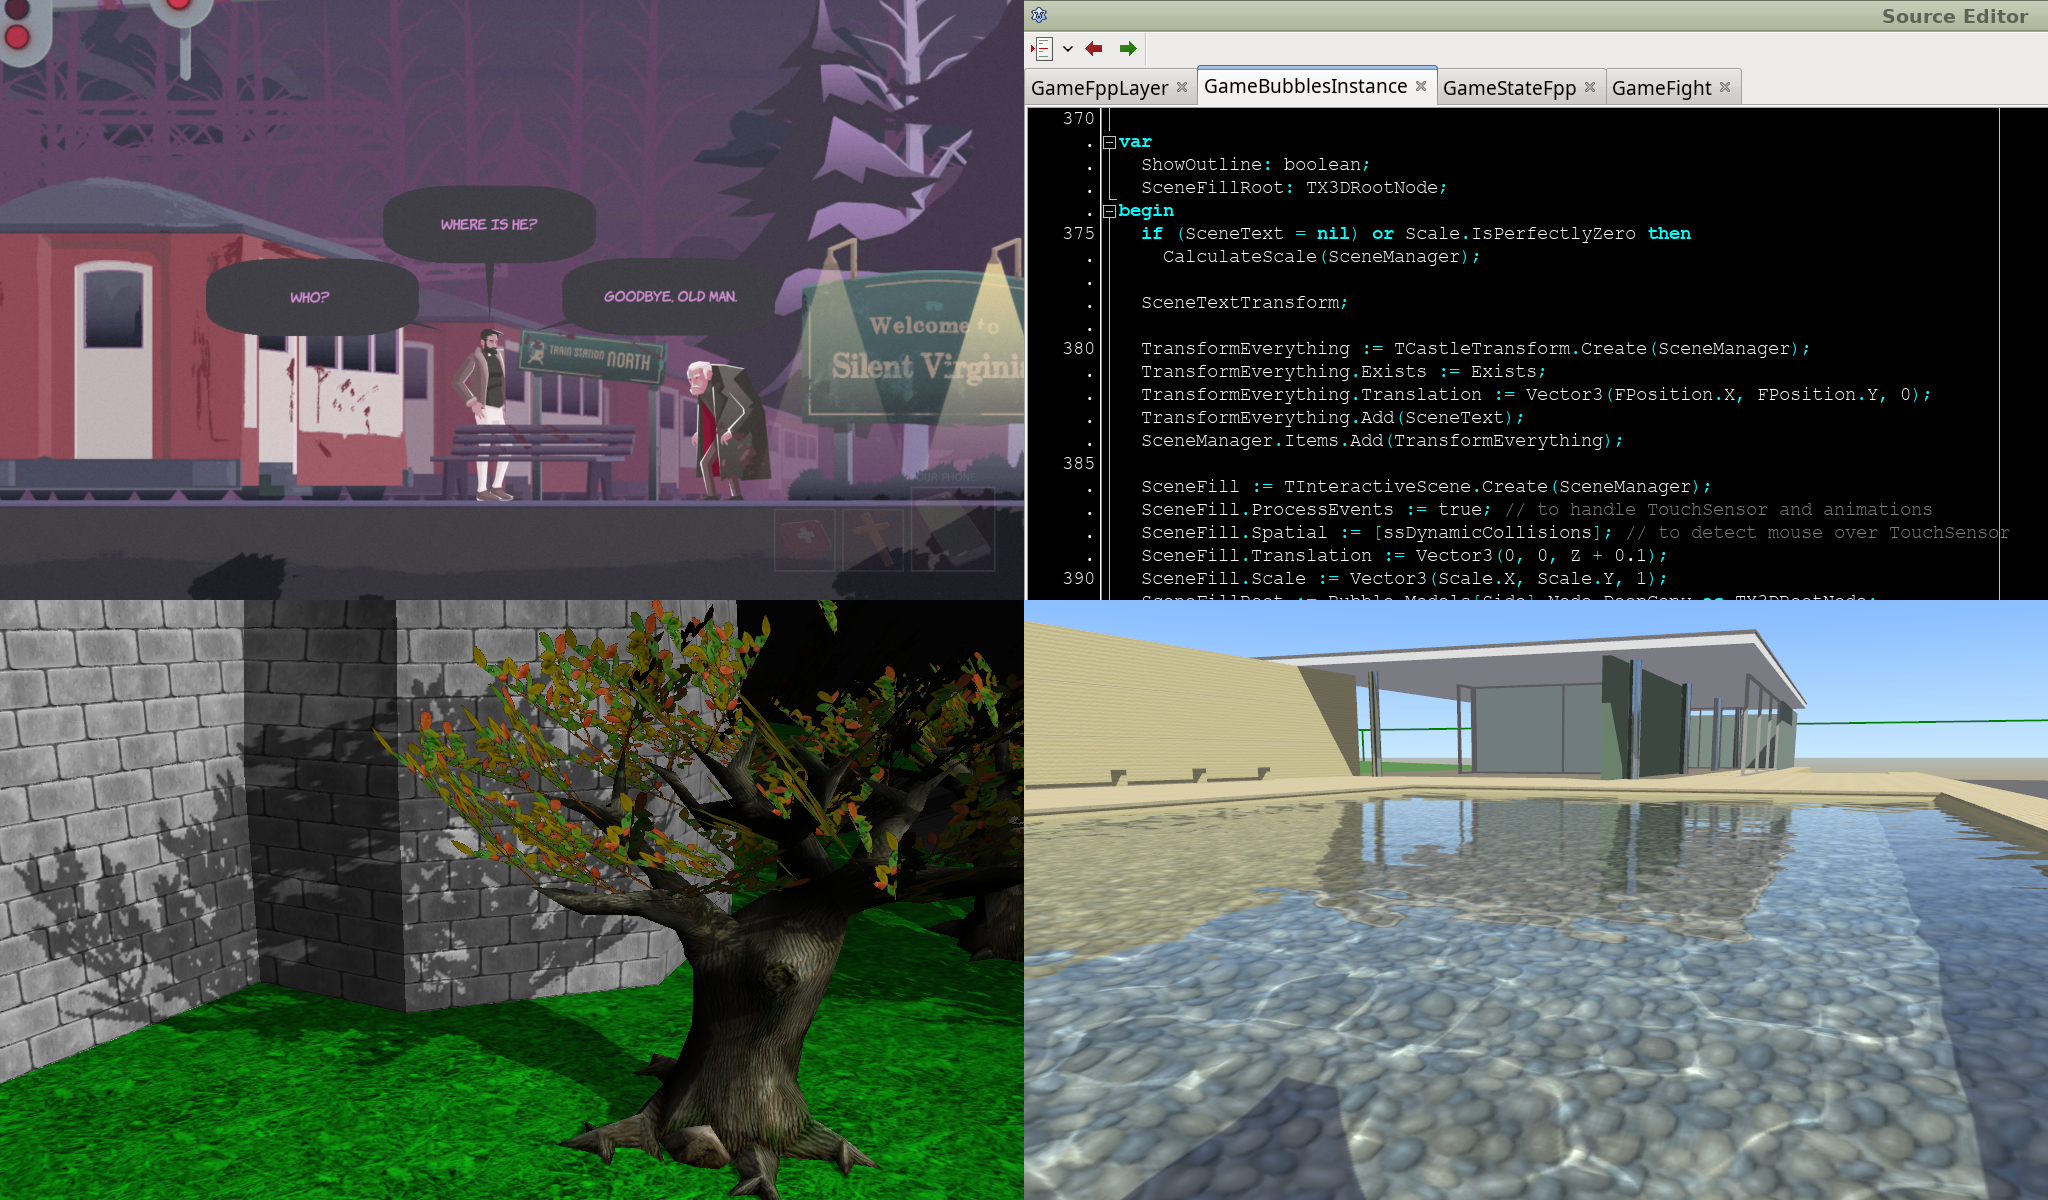 WHERE IS HE?
WHO?
GOODBYE, OLD MAN.
TRAIN STATION NORTH
Welcome to
Silent Virginia
YOUR PHONE
Source Editor
GameFppLayer
GameBubblesInstance
GameStateFpp
GameFight
370
. var
. ShowOutline: boolean;
. SceneFillRoot: TX3DRootNode;
. begin
375 if (SceneText = nil) or Scale.IsPerfectlyZero then
. CalculateScale(SceneManager);
.
. SceneTextTransform;
.
380 TransformEverything := TCastleTransform.Create(SceneManager);
. TransformEverything.Exists := Exists;
. TransformEverything.Translation := Vector3(FPosition.X, FPosition.Y, 0);
. TransformEverything.Add(SceneText);
. SceneManager.Items.Add(TransformEverything);
385
. SceneFill := TInteractiveScene.Create(SceneManager);
. SceneFill.ProcessEvents := true; // to handle TouchSensor and animations
. SceneFill.Spatial := [ssDynamicCollisions]; // to detect mouse over TouchSensor
. SceneFill.Translation := Vector3(0, 0, Z + 0.1);
390 SceneFill.Scale := Vector3(Scale.X, Scale.Y, 1);